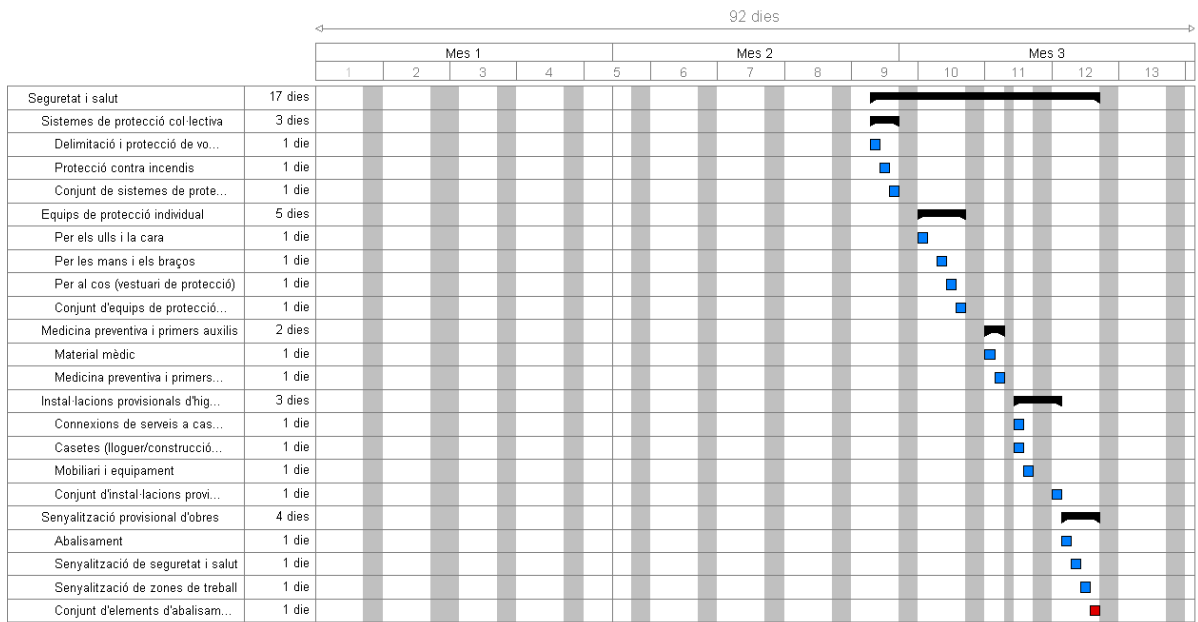 92 dies
Mes 1 Mes 2 Mes 3
1 2 3 4 5 6 7 8 9 10 11 12 13
Seguretat i salut 17 dies
Sistemes de protecció col·lectiva 3 dies
Delimitació i protecció de vo... 1 die
Protecció contra incendis 1 die
Conjunt de sistemes de prote... 1 die
Equips de protecció individual 5 dies
Per els ulls i la cara 1 die
Per les mans i els braços 1 die
Per al cos (vestuari de protecció) 1 die
Conjunt d'equips de protecció... 1 die
Medicina preventiva i primers auxilis 2 dies
Material mèdic 1 die
Medicina preventiva i primers... 1 die
Instal·lacions provisionals d'hig... 3 dies
Connexions de serveis a cas... 1 die
Casetes (lloguer/construcció... 1 die
Mobiliari i equipament 1 die
Conjunt d'instal·lacions provi... 1 die
Senyalització provisional d'obres 4 dies
Abalisament 1 die
Senyalització de seguretat i salut 1 die
Senyalització de zones de treball 1 die
Conjunt d'elements d'abalisam... 1 die